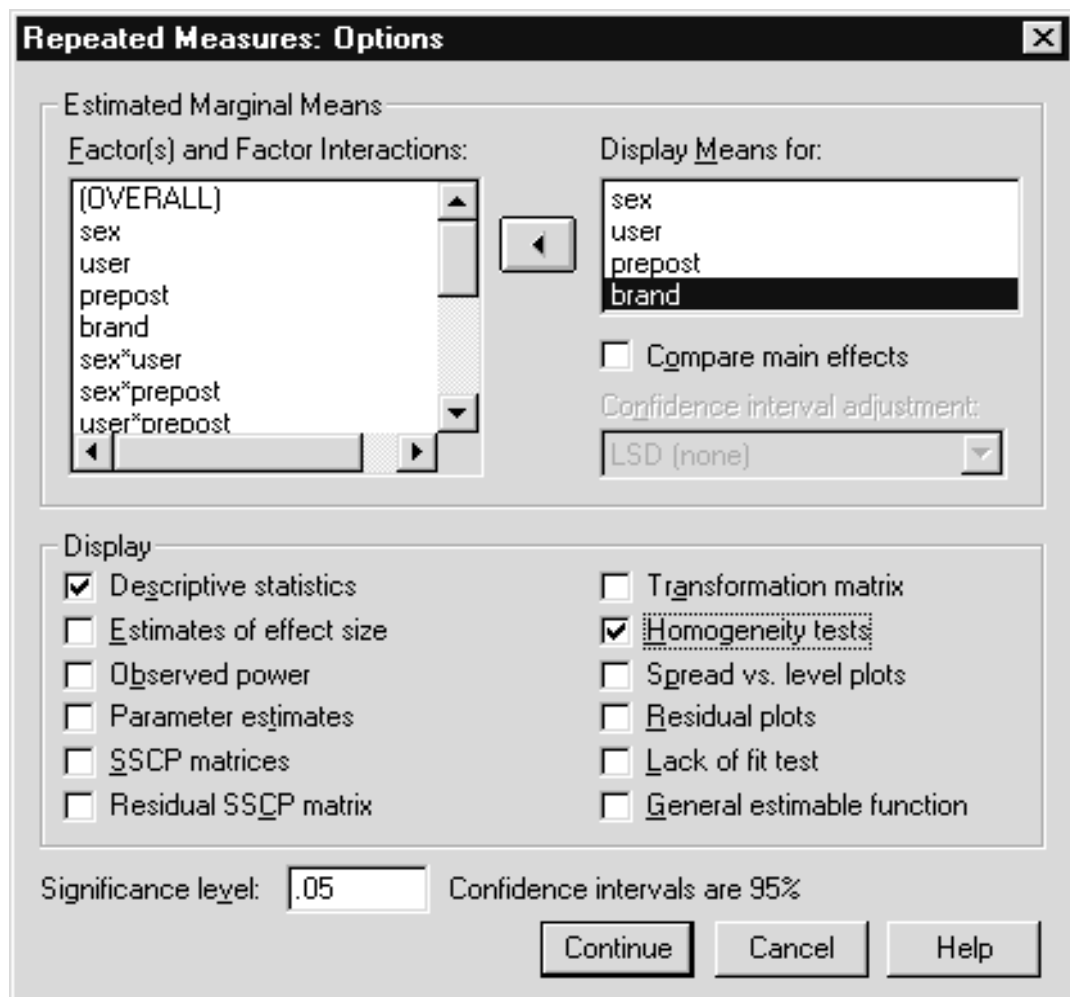 Repeated Measures: Options
Estimated Marginal Means
Factor(s) and Factor Interactions:
(OVERALL)
sex
user
prepost
brand
sex*user
sex*prepost
user*prepost
Display Means for:
sex
user
prepost
brand
Compare main effects
Confidence interval adjustment:
LSD (none)
Display
Descriptive statistics
Estimates of effect size
Observed power
Parameter estimates
SSCP matrices
Residual SSCP matrix
Transformation matrix
Homogeneity tests
Spread vs. level plots
Residual plots
Lack of fit test
General estimable function
Significance level: .05 Confidence intervals are 95%
Continue Cancel Help